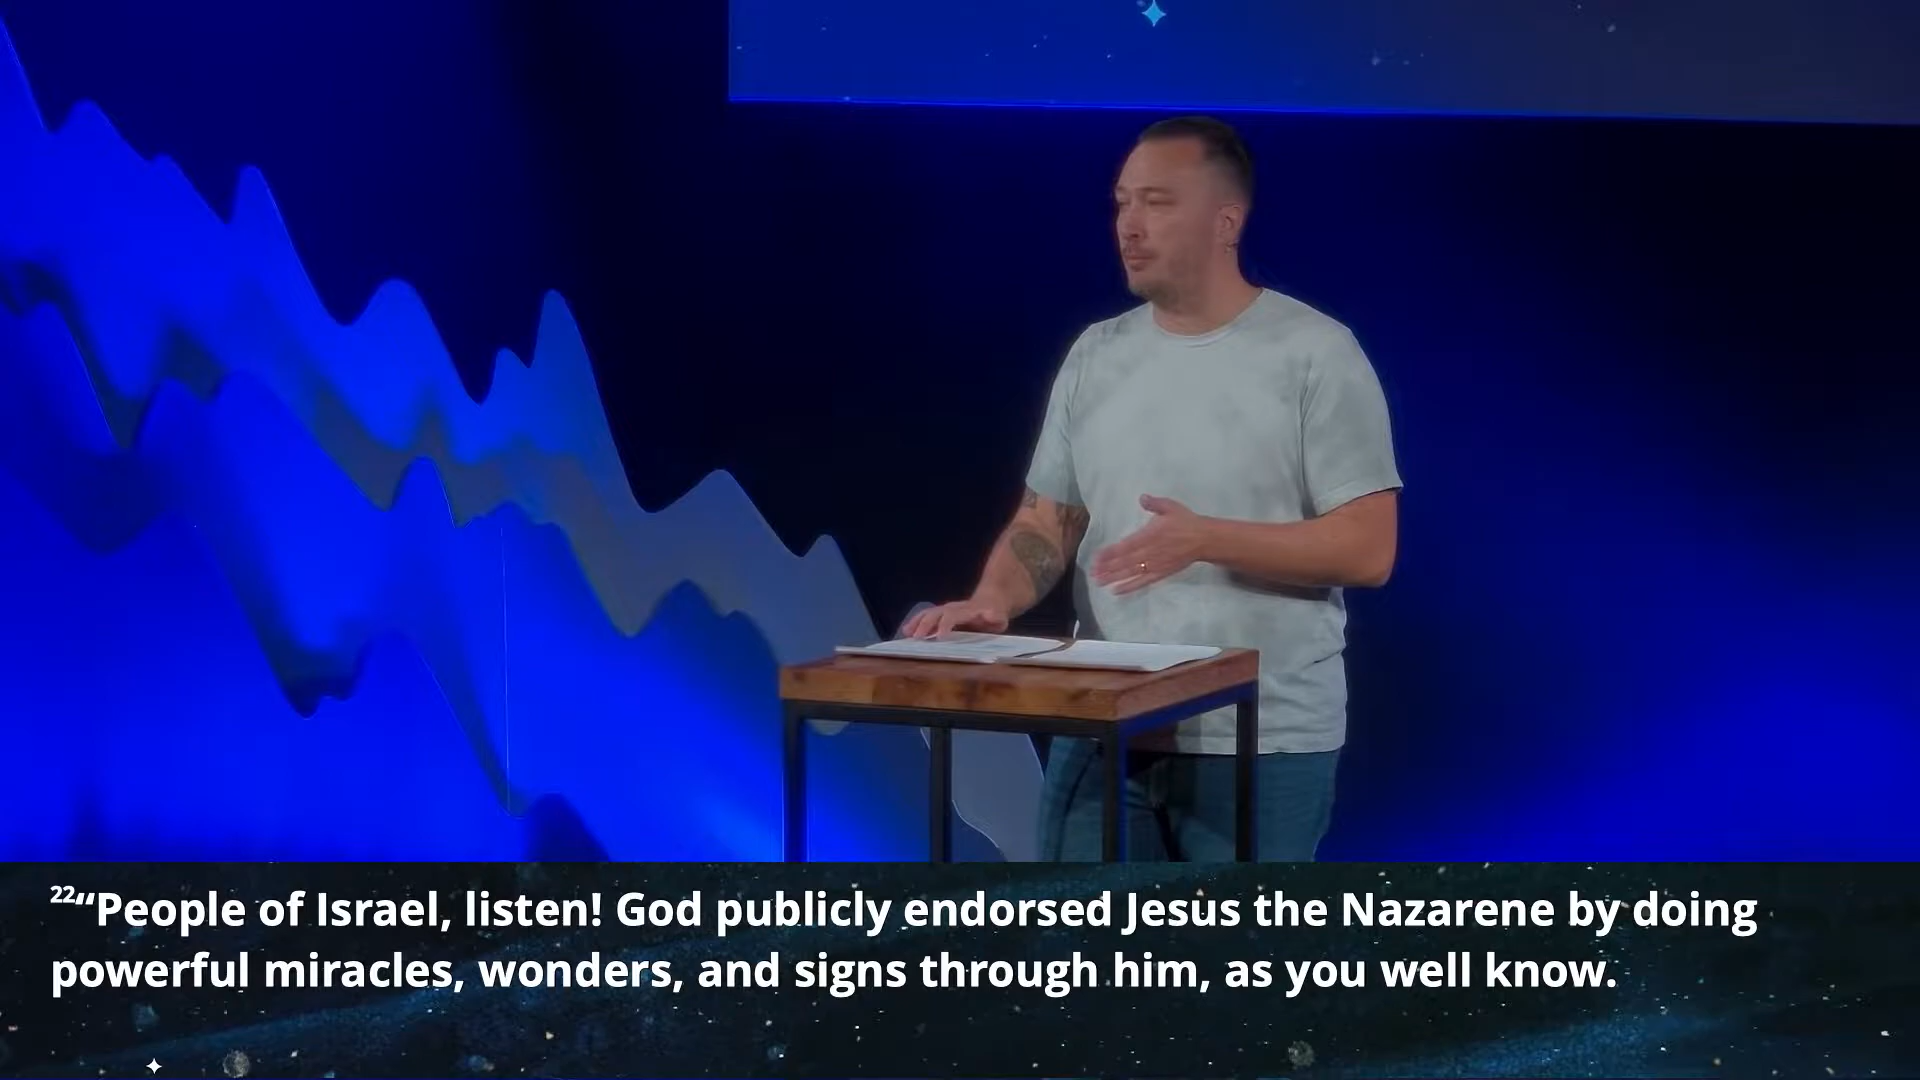 22“People of Israel, listen! God publicly endorsed Jesus the Nazarene by doing
powerful miracles, wonders, and signs through him, as you well know.